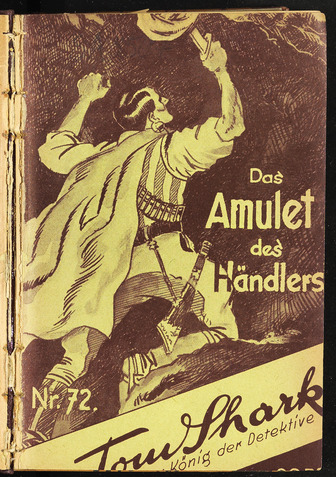 Das
Amulet
des
Händlers
Nr. 72.
Tom Shark
König der Detektive